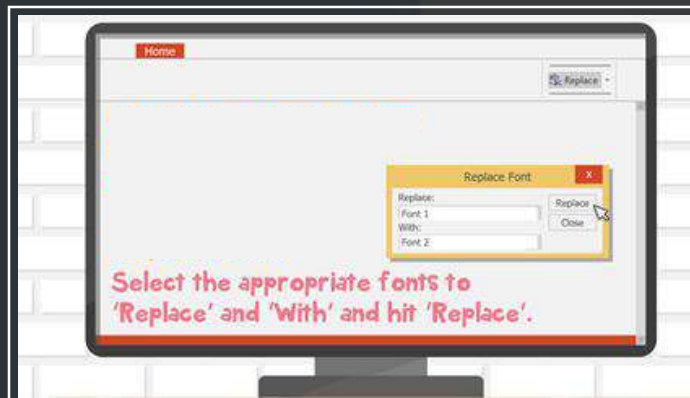 Home
Replace
Replace Font
x
Replace:
Font 1
Replace
With:
Close
Font 2
Select the appropriate fonts to
'Replace' and 'With' and hit 'Replace'.